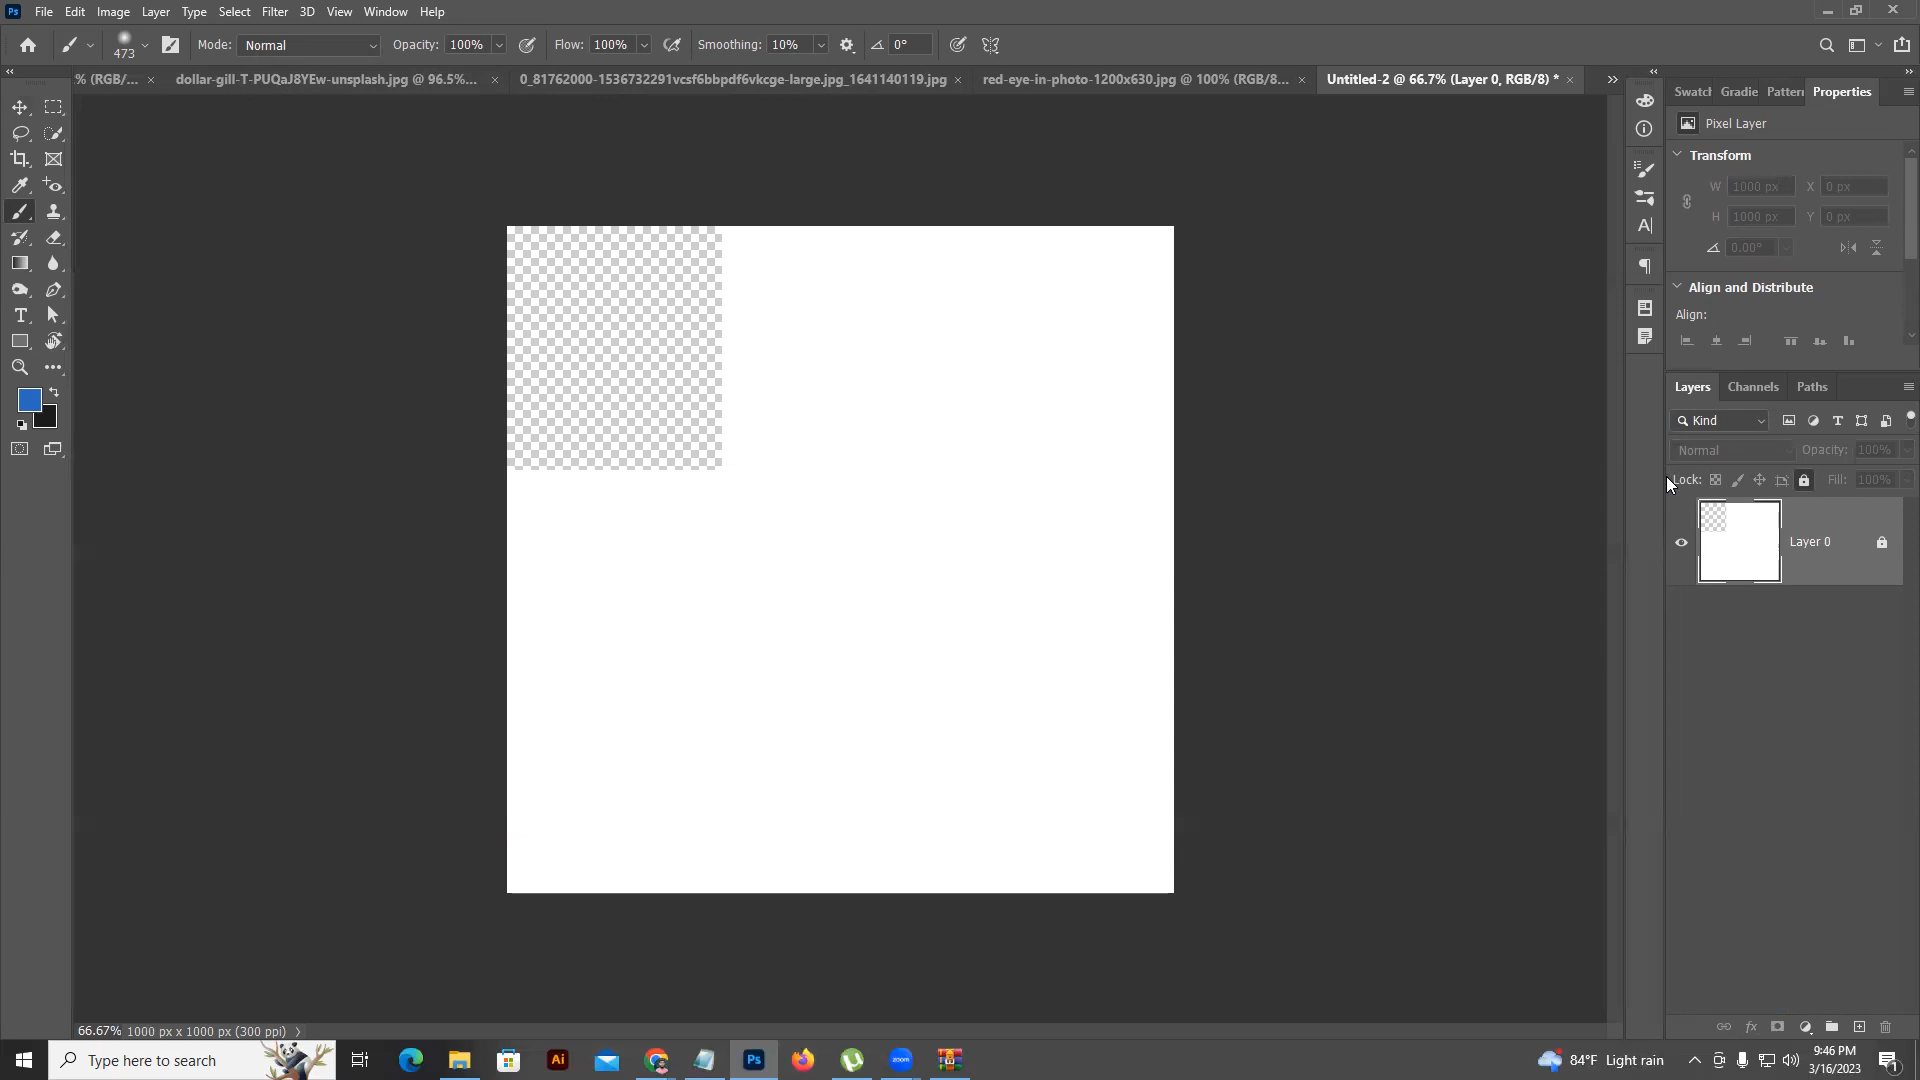 Ps File Edit Image Layer Type Select Filter 3D View Window Help
473 Mode: Normal Opacity: 100% Flow: 100% Smoothing: 10% 0°
% (RGB/... × dollar-gill-T-PUQaJ8YEw-unsplash.jpg @ 96.5%... × 0_81762000-1536732291vcsf6bbpdf6vkcge-large.jpg_1641140119.jpg × red-eye-in-photo-1200x630.jpg @ 100% (RGB/8... × Untitled-2 @ 66.7% (Layer 0, RGB/8) * ×
Swatch Gradie Pattern Properties
Pixel Layer
Transform
W 1000 px X 0 px
H 1000 px Y 0 px
0.00°
Align and Distribute
Align:
Layers Channels Paths
Kind
Normal Opacity: 100%
Lock: Fill: 100%
Layer 0
66.67% 1000 px x 1000 px (300 ppi)
Type here to search
Ai
Ps
zoom
84°F Light rain
9:46 PM
3/16/2023
1